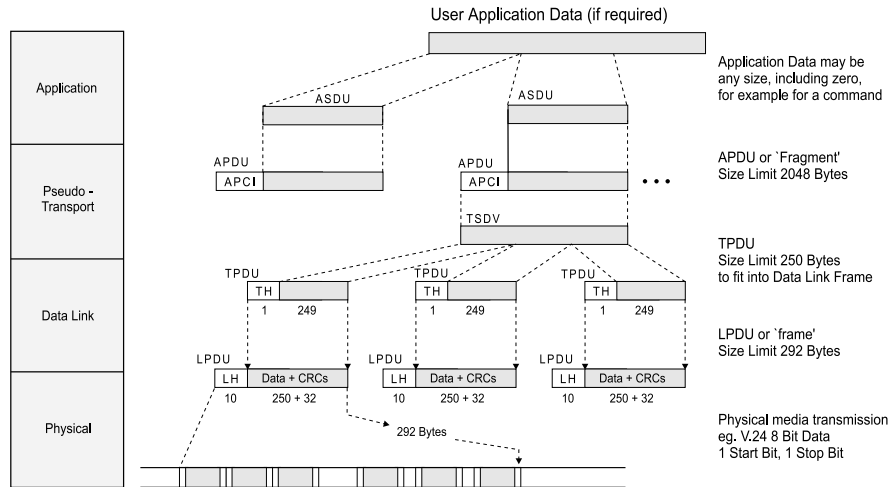 User Application Data (if required)
Application
Application Data may be
any size, including zero,
for example for a command
ASDU
ASDU
APDU
APCI
APDU
APCI
• • •
APDU or `Fragment'
Size Limit 2048 Bytes
Pseudo -
Transport
TSDV
TPDU
Size Limit 250 Bytes
to fit into Data Link Frame
TPDU
TH
1
249
TPDU
TH
1
249
TPDU
TH
1
249
Data Link
LPDU or `frame'
Size Limit 292 Bytes
LPDU
LH
Data + CRCs
10
250 + 32
LPDU
LH
Data + CRCs
10
250 + 32
LPDU
LH
Data + CRCs
10
250 + 32
Physical
292 Bytes
Physical media transmission
eg. V.24 8 Bit Data
1 Start Bit, 1 Stop Bit